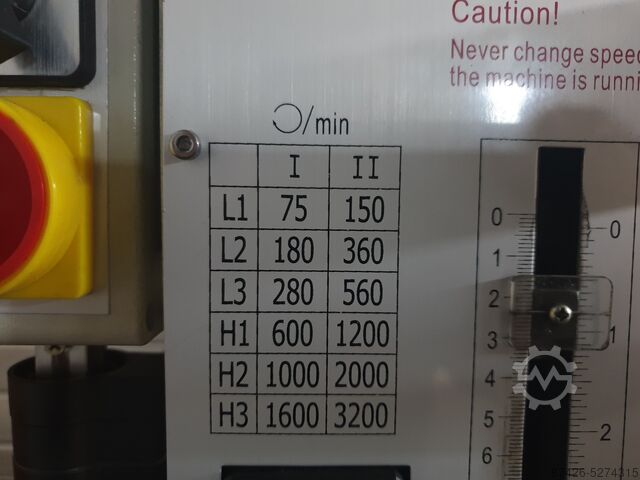 Caution!
Never change speed
the machine is runni
/min
I II
L1 75 150
L2 180 360
L3 280 560
H1 600 1200
H2 1000 2000
H3 1600 3200
0
0
1
2
3
1
4
5
2
6